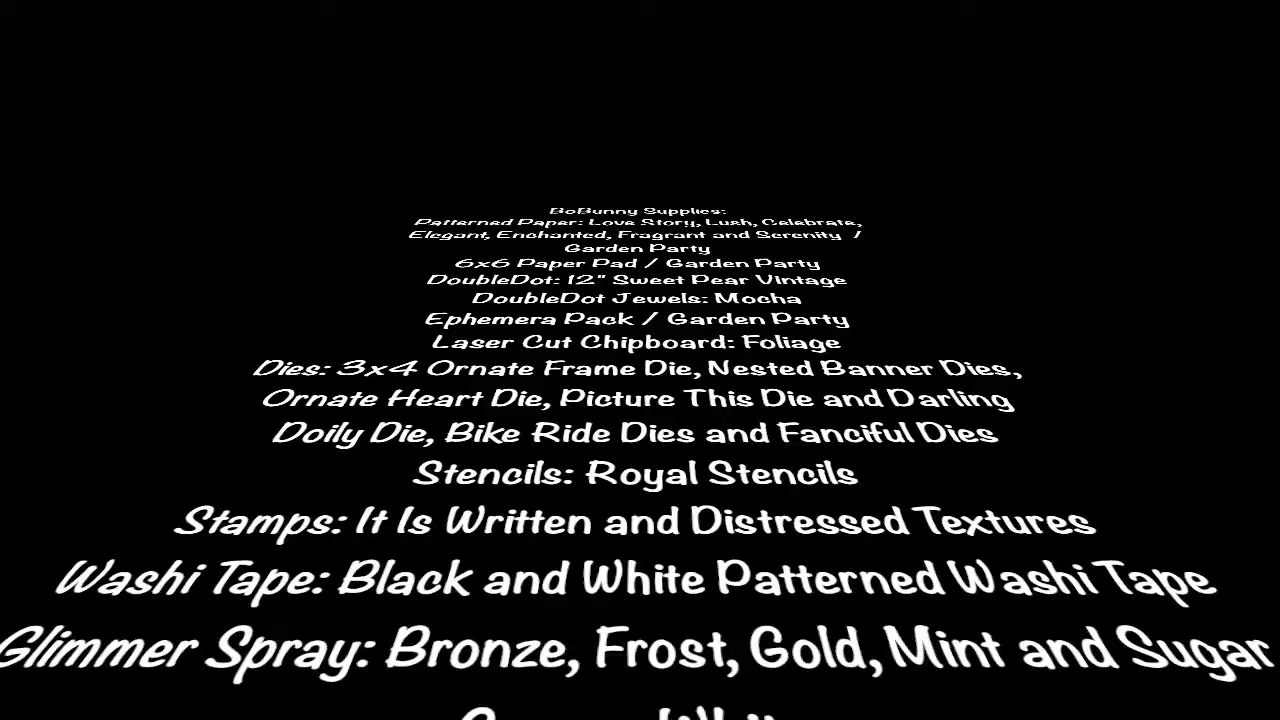 BoBunny Supplies:
Patterned Paper: Love Story, Lush, Celebrate,
Elegant, Enchanted, Fragrant and Serenity /
Garden Party
6x6 Paper Pad / Garden Party
DoubleDot: 12" Sweet Pear Vintage
DoubleDot Jewels: Mocha
Ephemera Pack / Garden Party
Laser Cut Chipboard: Foliage
Dies: 3x4 Ornate Frame Die, Nested Banner Dies,
Ornate Heart Die, Picture This Die and Darling
Doily Die, Bike Ride Dies and Fanciful Dies
Stencils: Royal Stencils
Stamps: It Is Written and Distressed Textures
Washi Tape: Black and White Patterned Washi Tape
Glimmer Spray: Bronze, Frost, Gold, Mint and Sugar